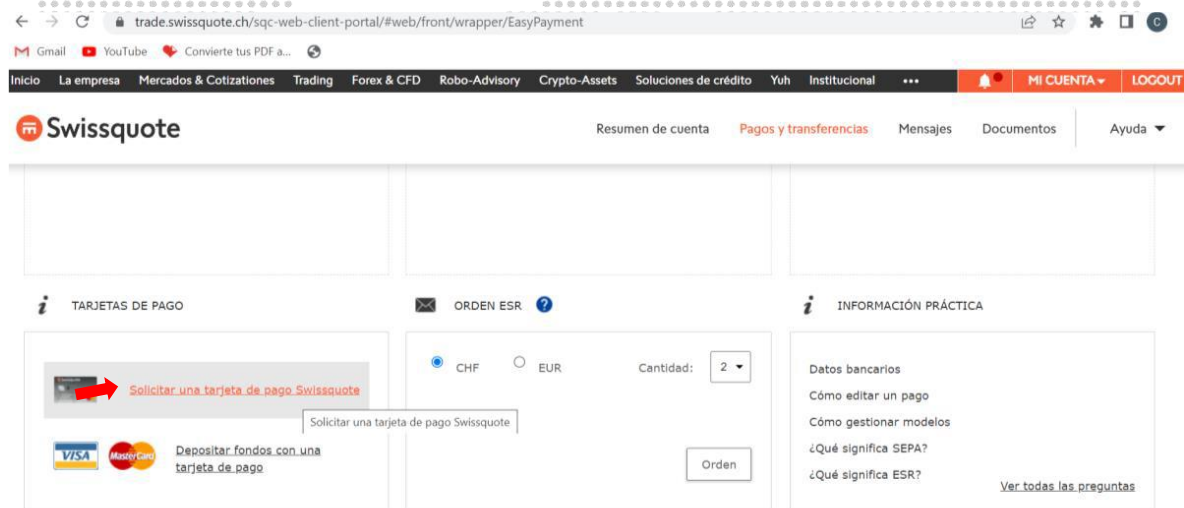 trade.swissquote.ch/sqc-web-client-portal/#web/front/wrapper/EasyPayment
C
Gmail YouTube Convierte tus PDF a...
Inicio La empresa Mercados & Cotizationes Trading Forex & CFD Robo-Advisory Crypto-Assets Soluciones de crédito Yuh Institucional ••• MI CUENTA LOGOUT
Swissquote Resumen de cuenta Pagos y transferencias Mensajes Documentos Ayuda
TARJETAS DE PAGO
Solicitar una tarjeta de pago Swissquote
Solicitar una tarjeta de pago Swissquote
VISA MasterCard Depositar fondos con una
tarjeta de pago
ORDEN ESR ?
CHF EUR Cantidad: 2
Orden
INFORMACIÓN PRÁCTICA
Datos bancarios
Cómo editar un pago
Cómo gestionar modelos
¿Qué significa SEPA?
¿Qué significa ESR?
Ver todas las preguntas